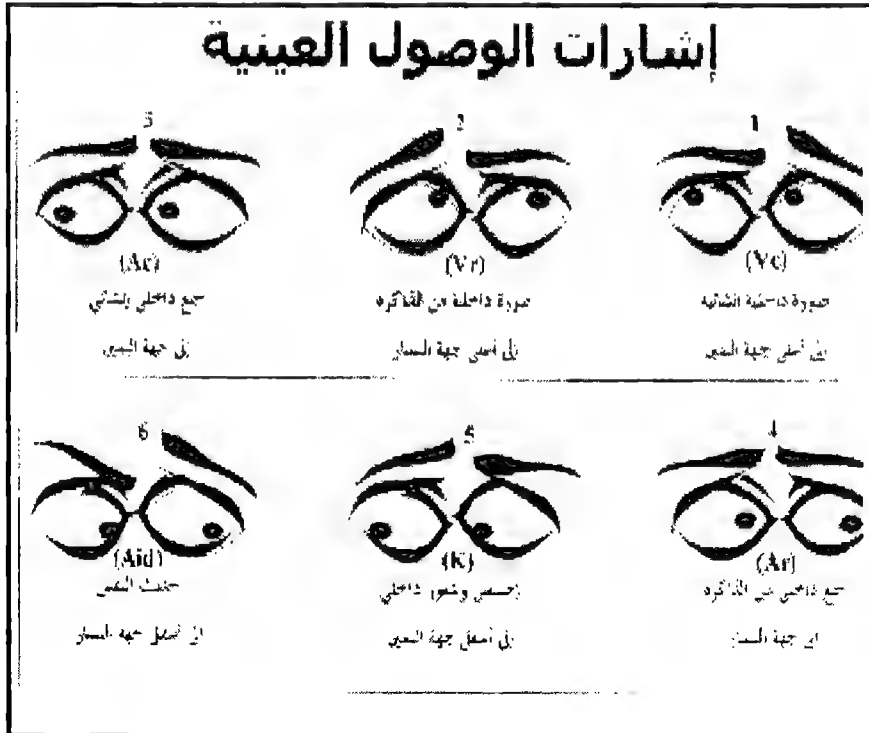 إشارات الوصول العينية
1
(Vc)
صورة داخلية انشائية
إلى أعلى جهة اليمين
2
(Vr)
صورة داخلية من الذاكرة
إلى أعلى جهة اليسار
3
(Ac)
سمع داخلي إنشائي
إلى جهة اليمين
4
(Ar)
سمع داخلي من الذاكرة
إلى جهة اليسار
5
(K)
إحساس وشعور داخلي
إلى أسفل جهة اليمين
6
(Aid)
حديث النفس
إلى أسفل جهة اليسار